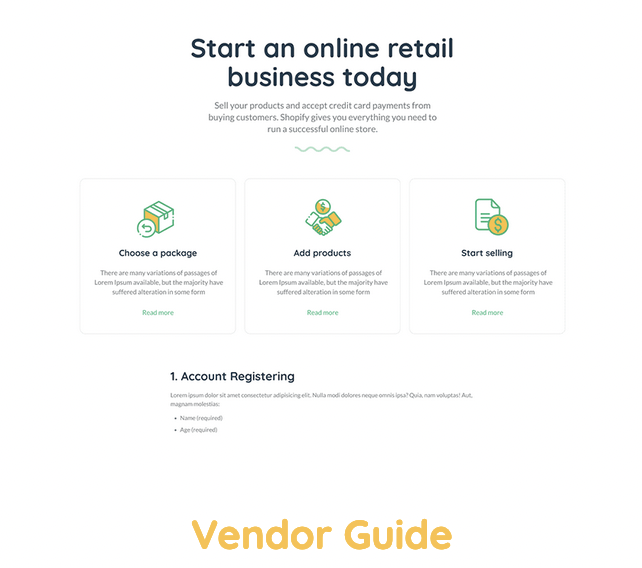 Start an online retail
business today
Sell your products and accept credit card payments from
buying customers. Shopify gives you everything you need to
run a successful online store.
Choose a package
There are many variations of passages of
Lorem Ipsum available, but the majority have
suffered alteration in some form
Read more
Add products
There are many variations of passages of
Lorem Ipsum available, but the majority have
suffered alteration in some form
Read more
Start selling
There are many variations of passages of
Lorem Ipsum available, but the majority have
suffered alteration in some form
Read more
1. Account Registering
Lorem ipsum dolor sit amet consectetur adipisicing elit. Nulla modi dolores neque omnis ipsa? Quia, nam voluptas! Aut,
magnam molestiae:
• Name (required)
• Age (required)
Vendor Guide